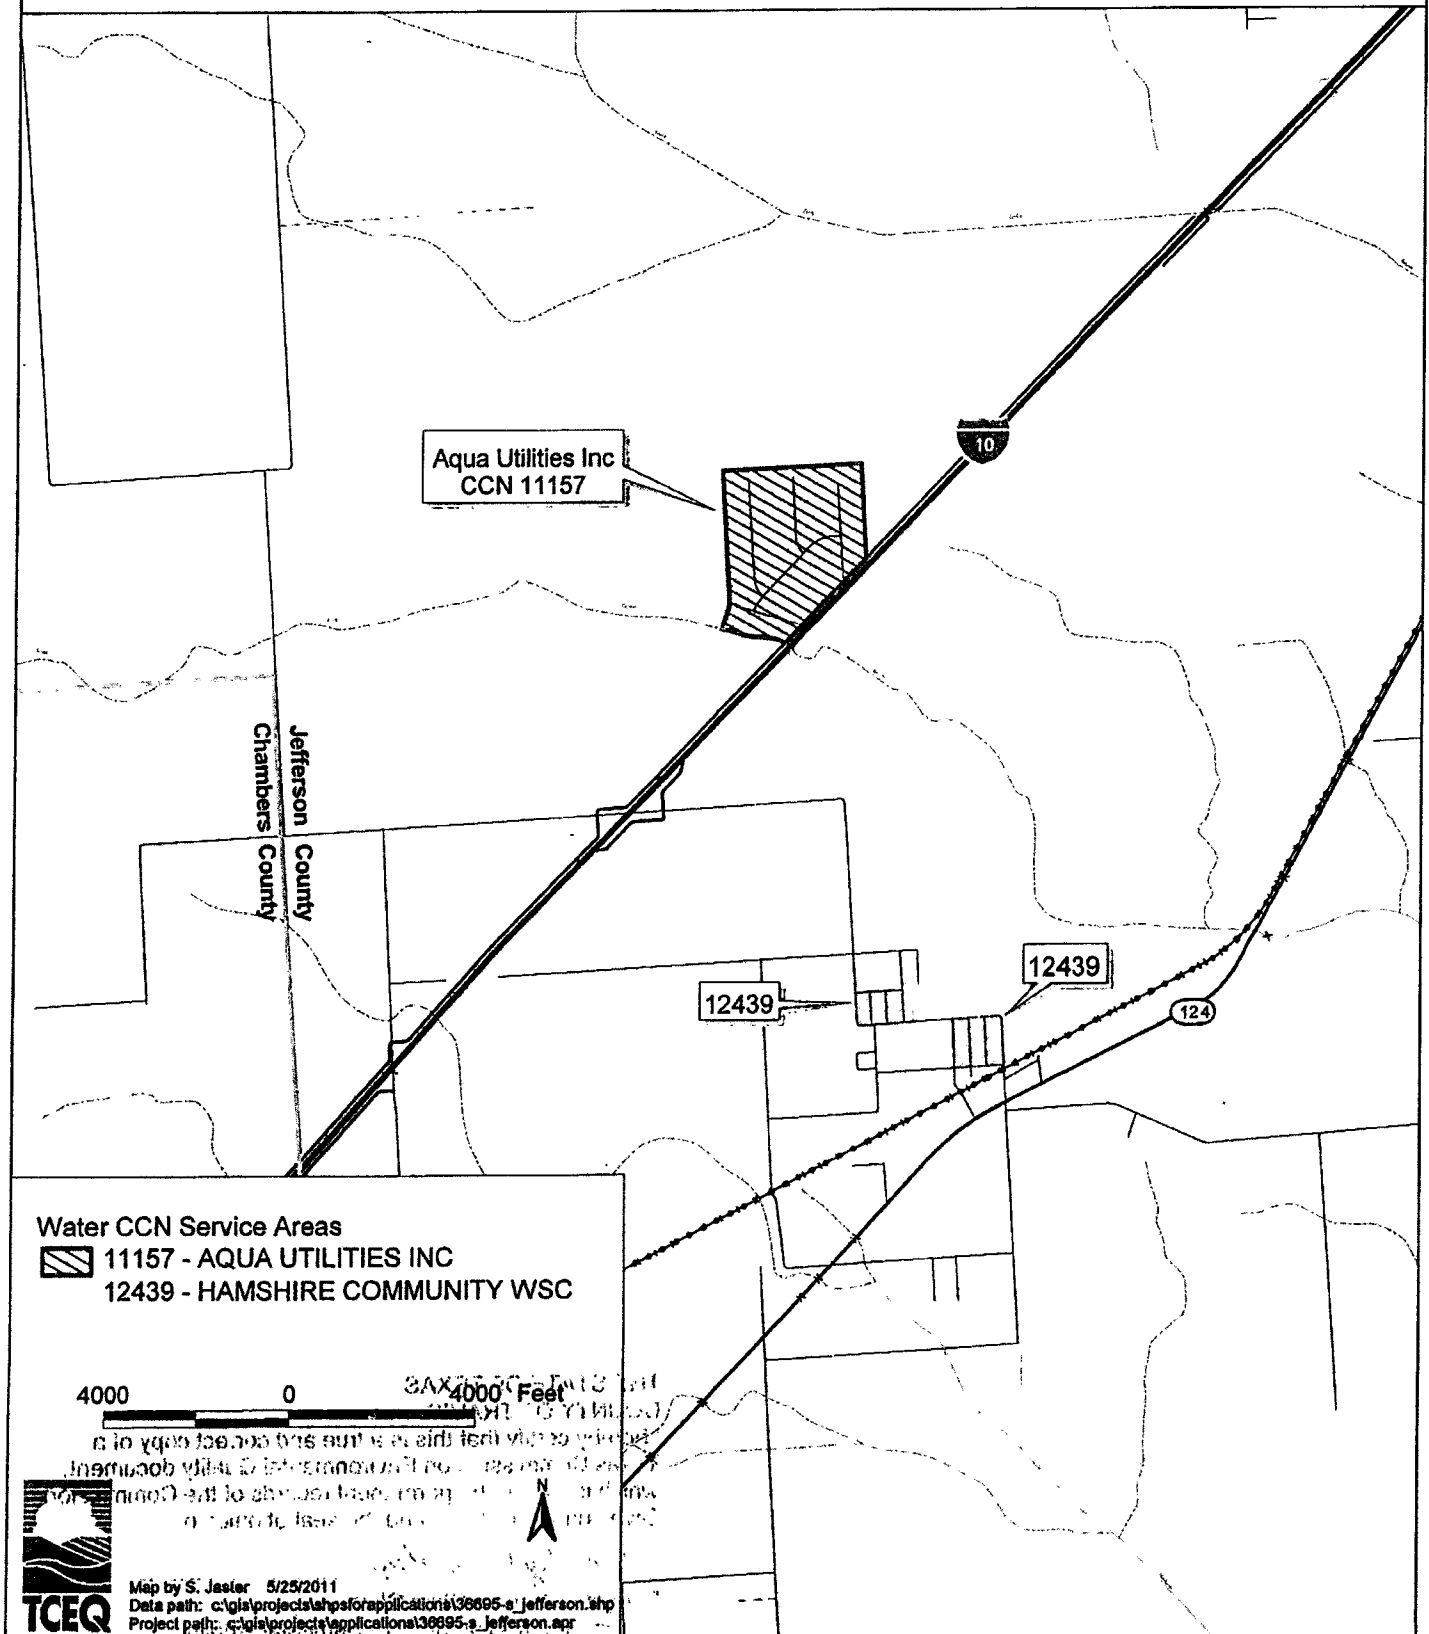 10
Aqua Utilities Inc
CCN 11157
Jefferson County
Chambers County
12439
12439
124
Water CCN Service Areas
11157 - AQUA UTILITIES INC
12439 - HAMSHIRE COMMUNITY WSC
4000 0 4000 Feet
N
TCEQ
Map by S. Jaster 5/25/2011
Data path: c:\gis\projects\shpsforapplications\36695-s_jefferson.shp
Project path: c:\gis\projects\applications\36695-s_jefferson.apr